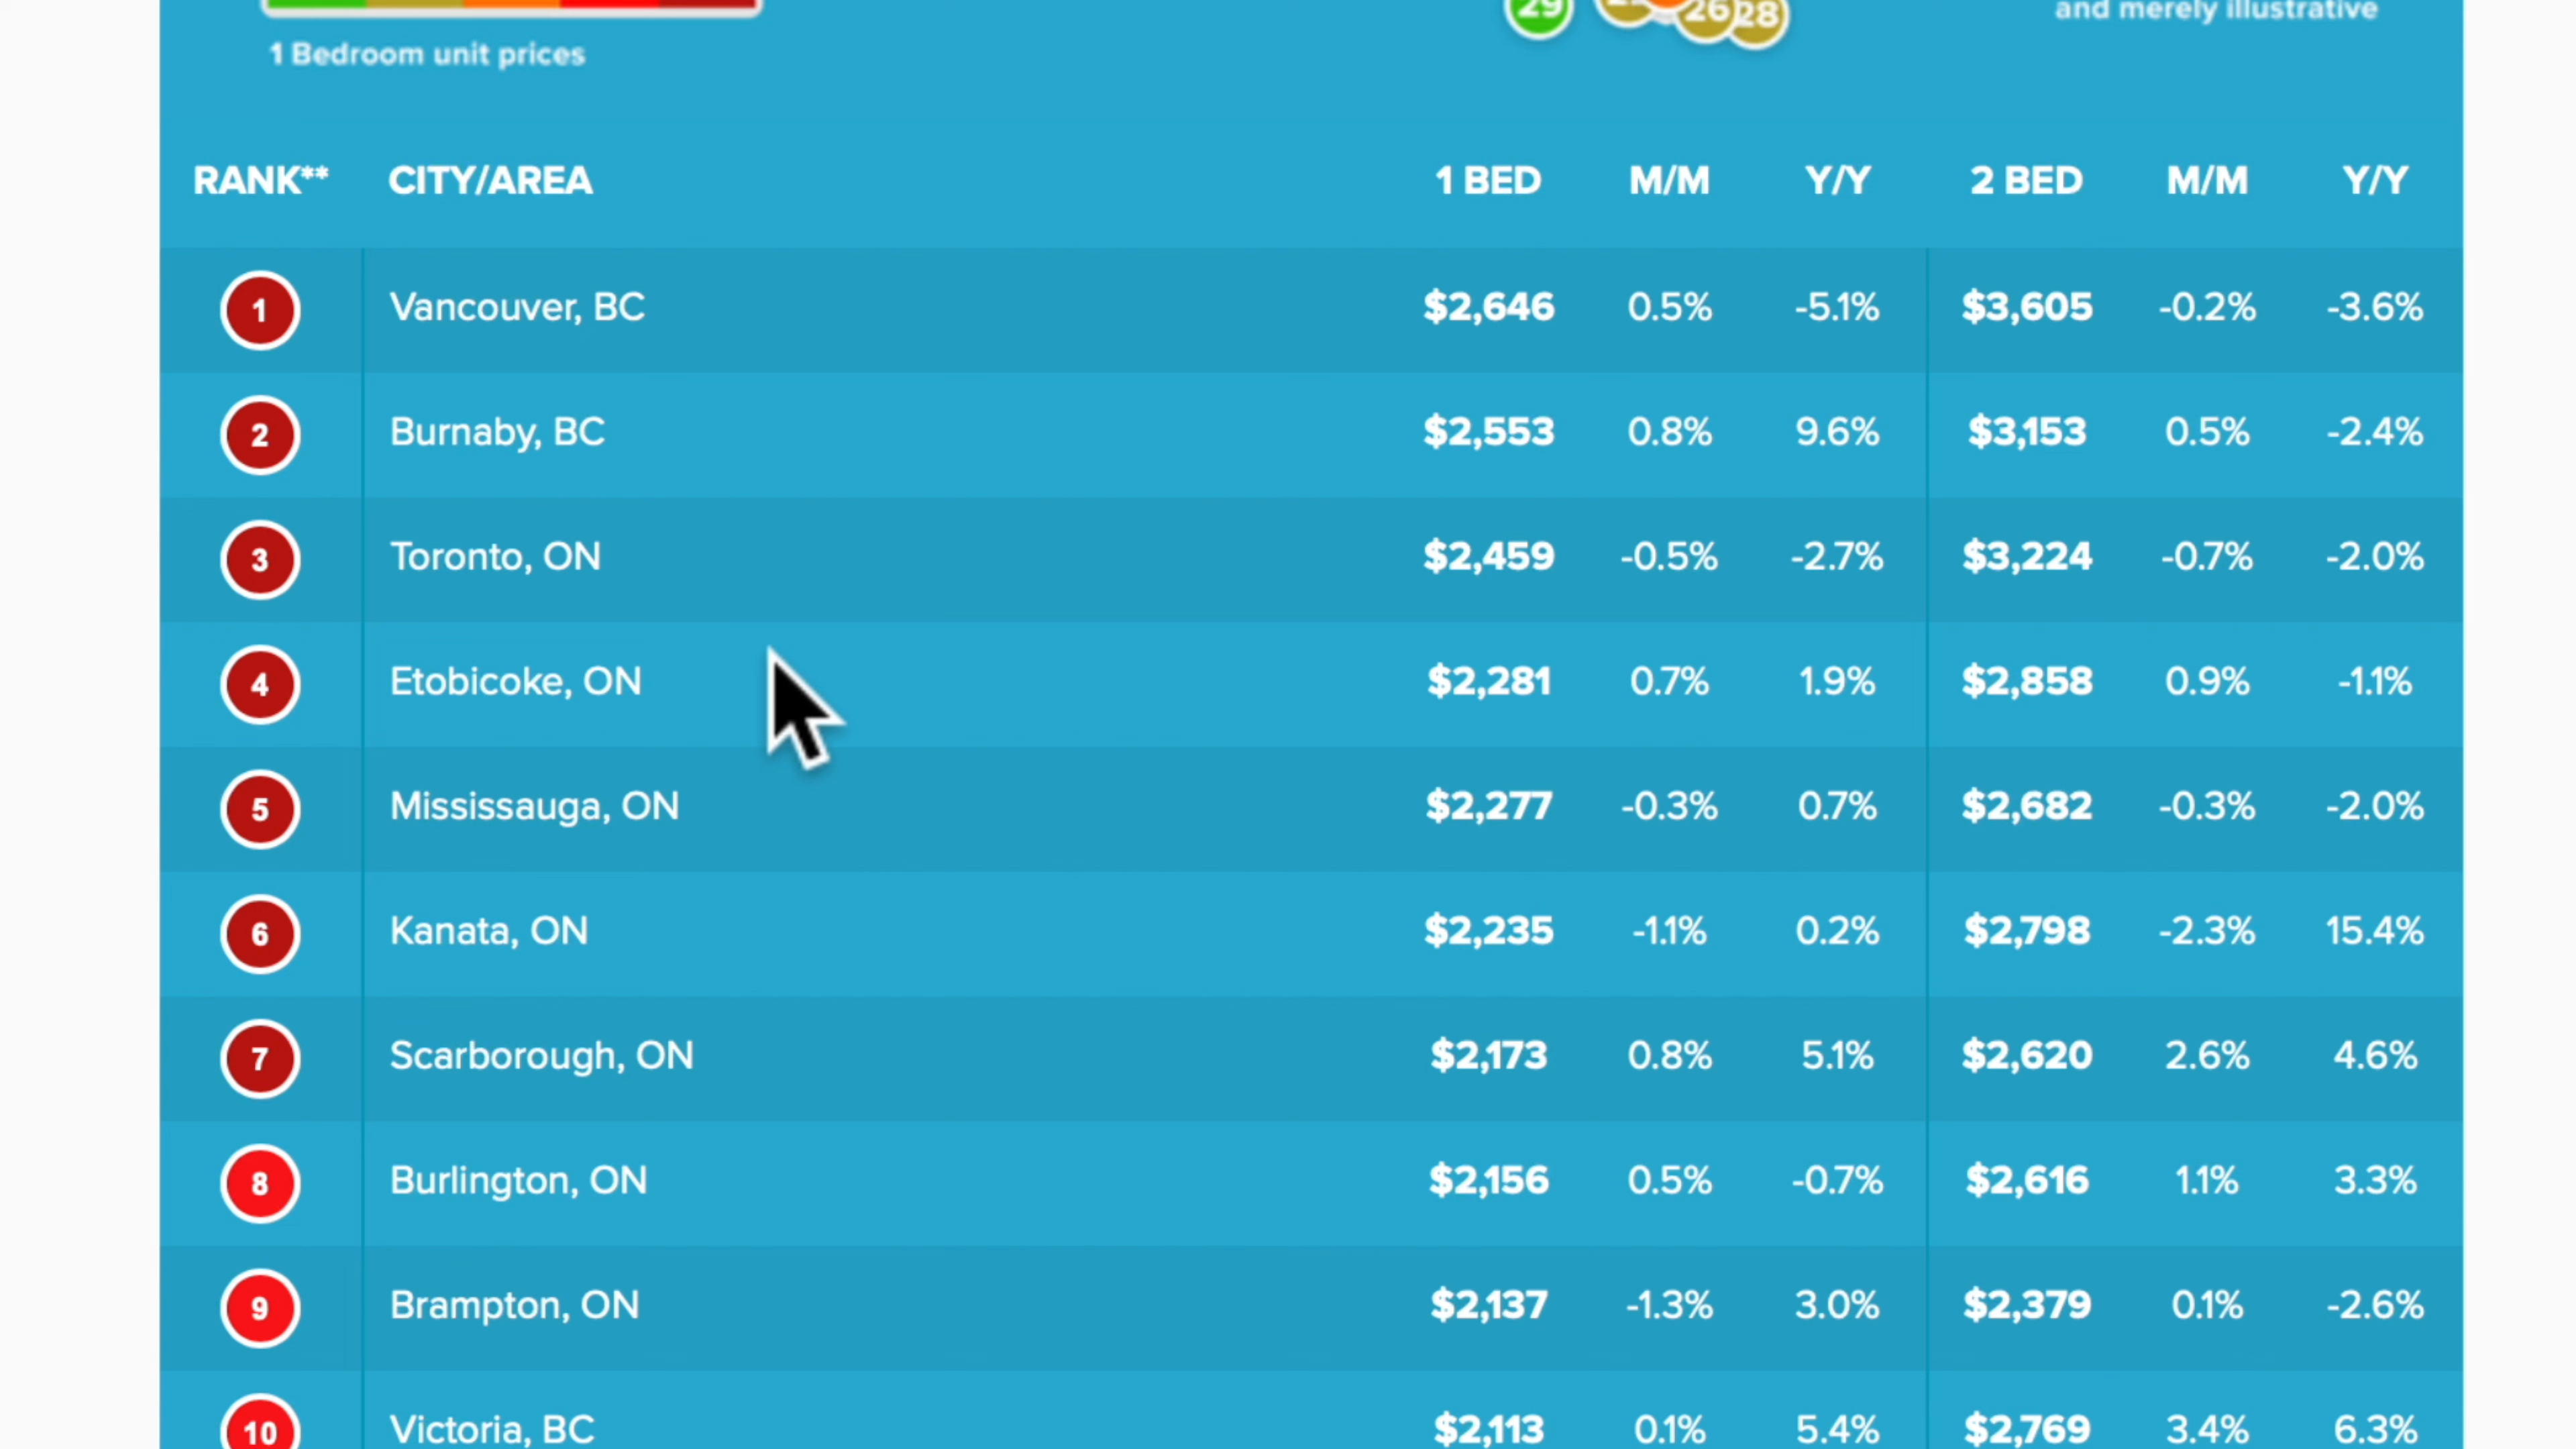 29
26
28
and merely illustrative
1 Bedroom unit prices
RANK** CITY/AREA 1 BED M/M Y/Y 2 BED M/M Y/Y
1 Vancouver, BC $2,646 0.5% -5.1% $3,605 -0.2% -3.6%
2 Burnaby, BC $2,553 0.8% 9.6% $3,153 0.5% -2.4%
3 Toronto, ON $2,459 -0.5% -2.7% $3,224 -0.7% -2.0%
4 Etobicoke, ON $2,281 0.7% 1.9% $2,858 0.9% -1.1%
5 Mississauga, ON $2,277 -0.3% 0.7% $2,682 -0.3% -2.0%
6 Kanata, ON $2,235 -1.1% 0.2% $2,798 -2.3% 15.4%
7 Scarborough, ON $2,173 0.8% 5.1% $2,620 2.6% 4.6%
8 Burlington, ON $2,156 0.5% -0.7% $2,616 1.1% 3.3%
9 Brampton, ON $2,137 -1.3% 3.0% $2,379 0.1% -2.6%
10 Victoria, BC $2,113 0.1% 5.4% $2,769 3.4% 6.3%